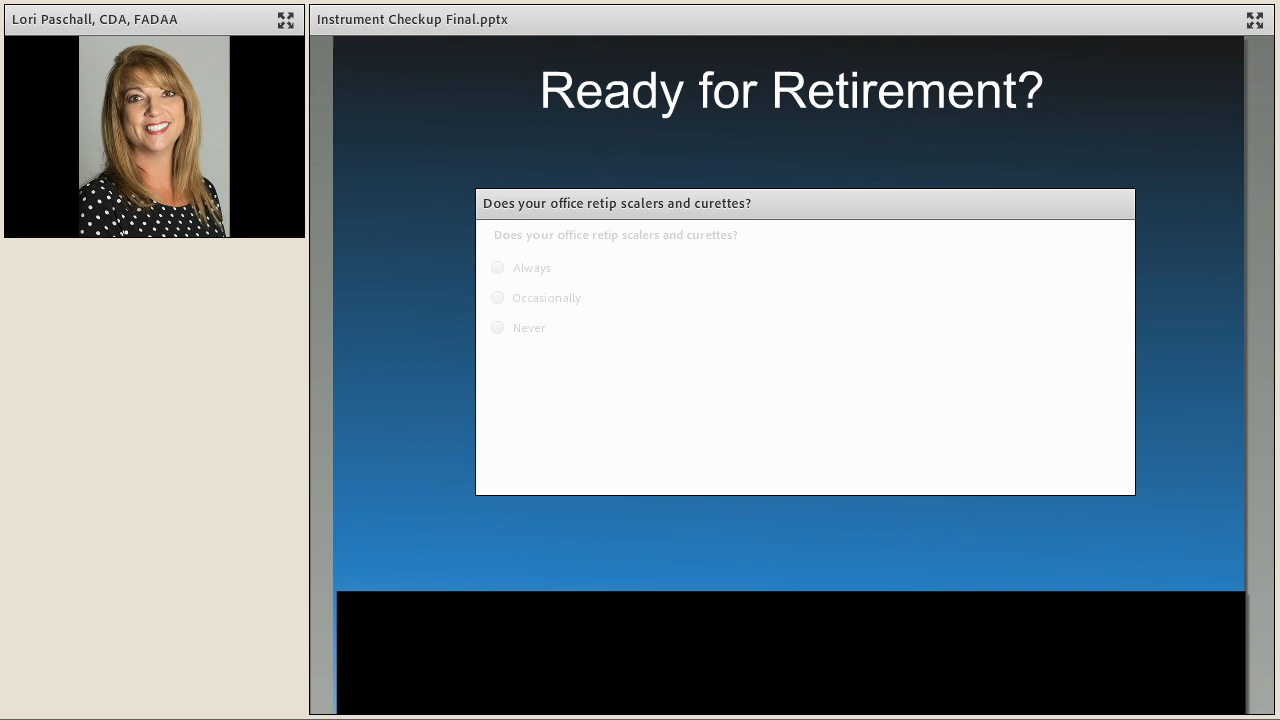 Lori Paschall, CDA, FADAA
Instrument Checkup Final.pptx
Ready for Retirement?
Does your office retip scalers and curettes?
Does your office retip scalers and curettes?
Always
Occasionally
Never